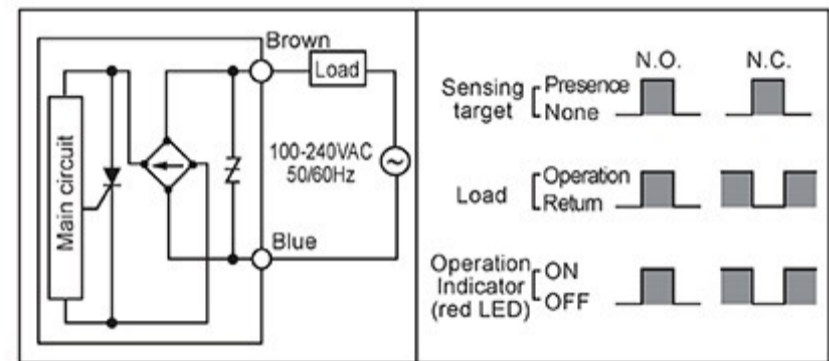 Main circuit
Brown
Load
100-240VAC
50/60Hz
Blue
N.O. N.C.
Sensing target Presence None
Load Operation Return
Operation Indicator (red LED) ON OFF